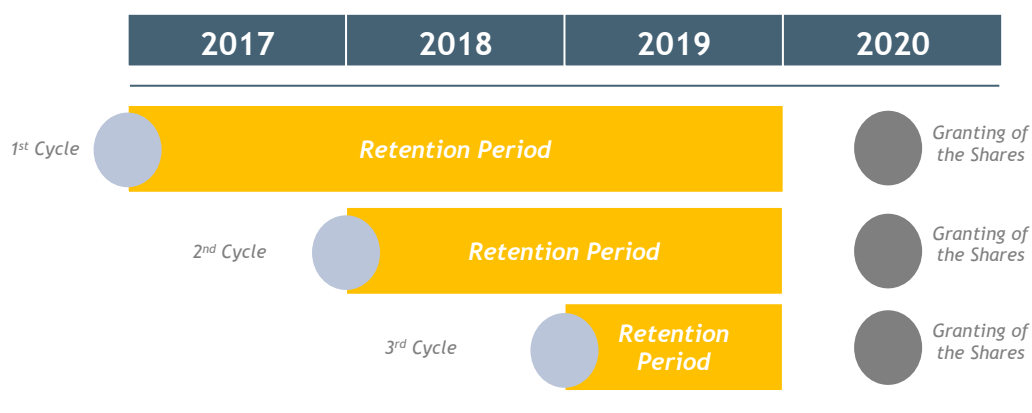 2017 2018 2019 2020
1st Cycle Retention Period Granting of
the Shares
2nd Cycle Retention Period Granting of
the Shares
3rd Cycle Retention
Period Granting of
the Shares